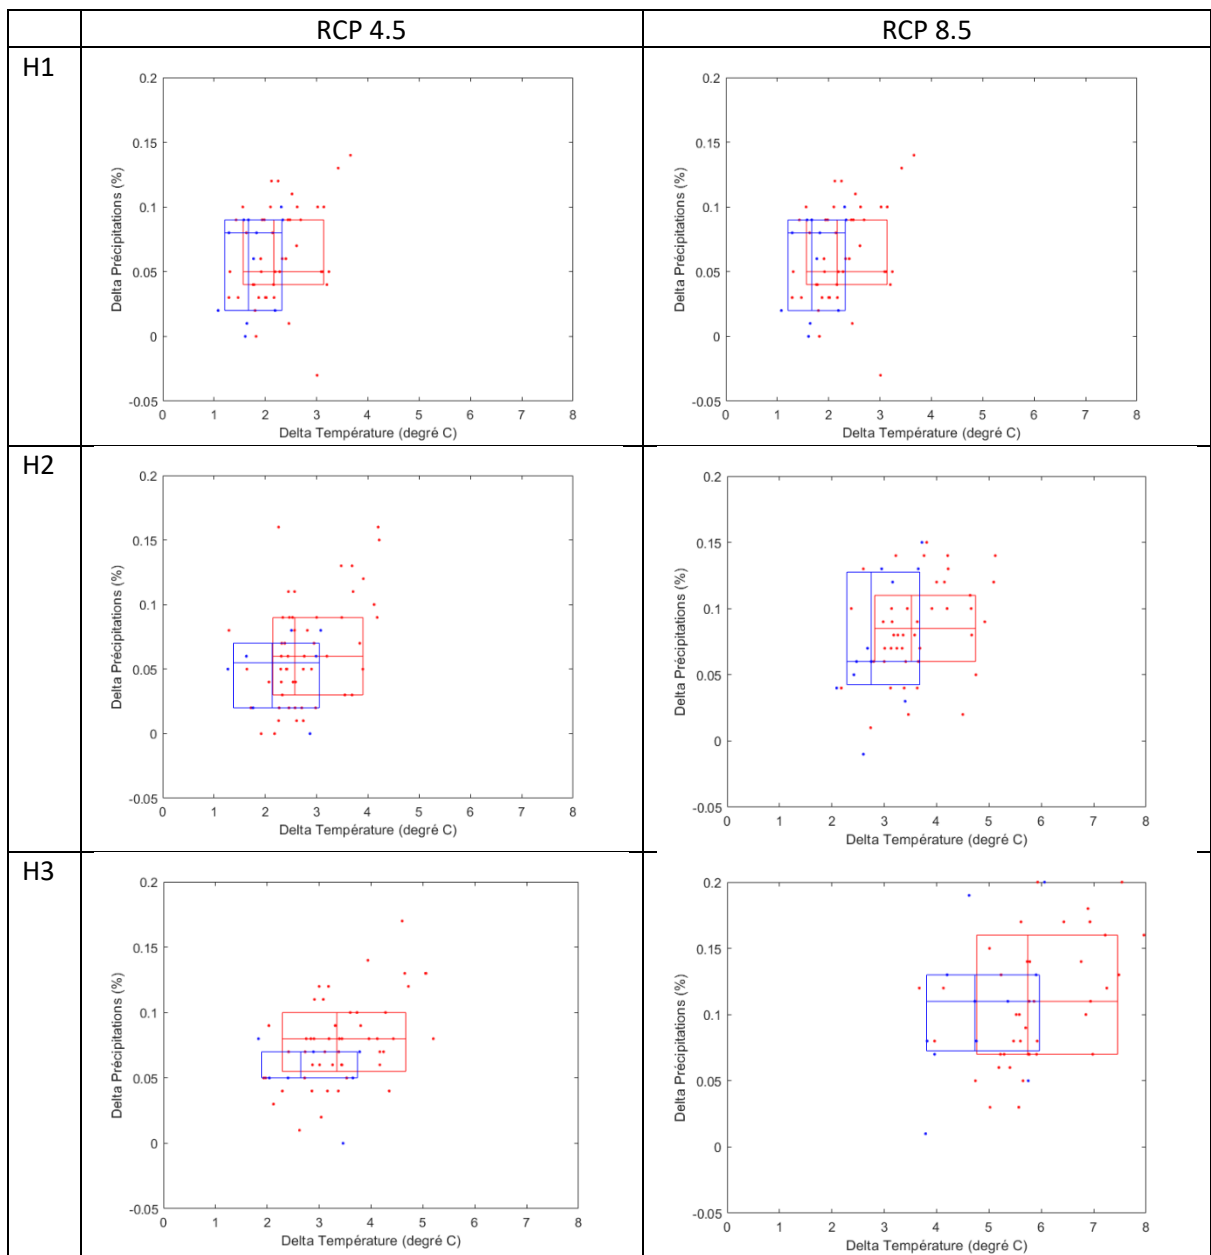 RCP 4.5
RCP 8.5
H1
0.2
0.15
0.1
0.05
0
-0.05
0 1 2 3 4 5 6 7 8
Delta Précipitations (%)
Delta Température (degré C)
0.2
0.15
0.1
0.05
0
-0.05
0 1 2 3 4 5 6 7 8
Delta Précipitations (%)
Delta Température (degré C)
H2
0.2
0.15
0.1
0.05
0
-0.05
0 1 2 3 4 5 6 7 8
Delta Précipitations (%)
Delta Température (degré C)
0.2
0.15
0.1
0.05
0
-0.05
0 1 2 3 4 5 6 7 8
Delta Précipitations (%)
Delta Température (degré C)
H3
0.2
0.15
0.1
0.05
0
-0.05
0 1 2 3 4 5 6 7 8
Delta Précipitations (%)
Delta Température (degré C)
0.2
0.15
0.1
0.05
0
-0.05
0 1 2 3 4 5 6 7 8
Delta Précipitations (%)
Delta Température (degré C)